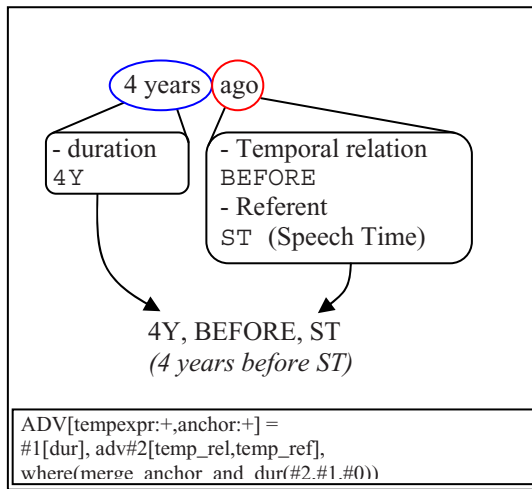 4 years ago
- duration
4Y
- Temporal relation
BEFORE
- Referent
ST (Speech Time)
4Y, BEFORE, ST
(4 years before ST)
ADV[tempexpr:+,anchor:+] =
#1[dur], adv#2[temp_rel,temp_ref],
where(merge_anchor_and_dur(#2,#1,#0))